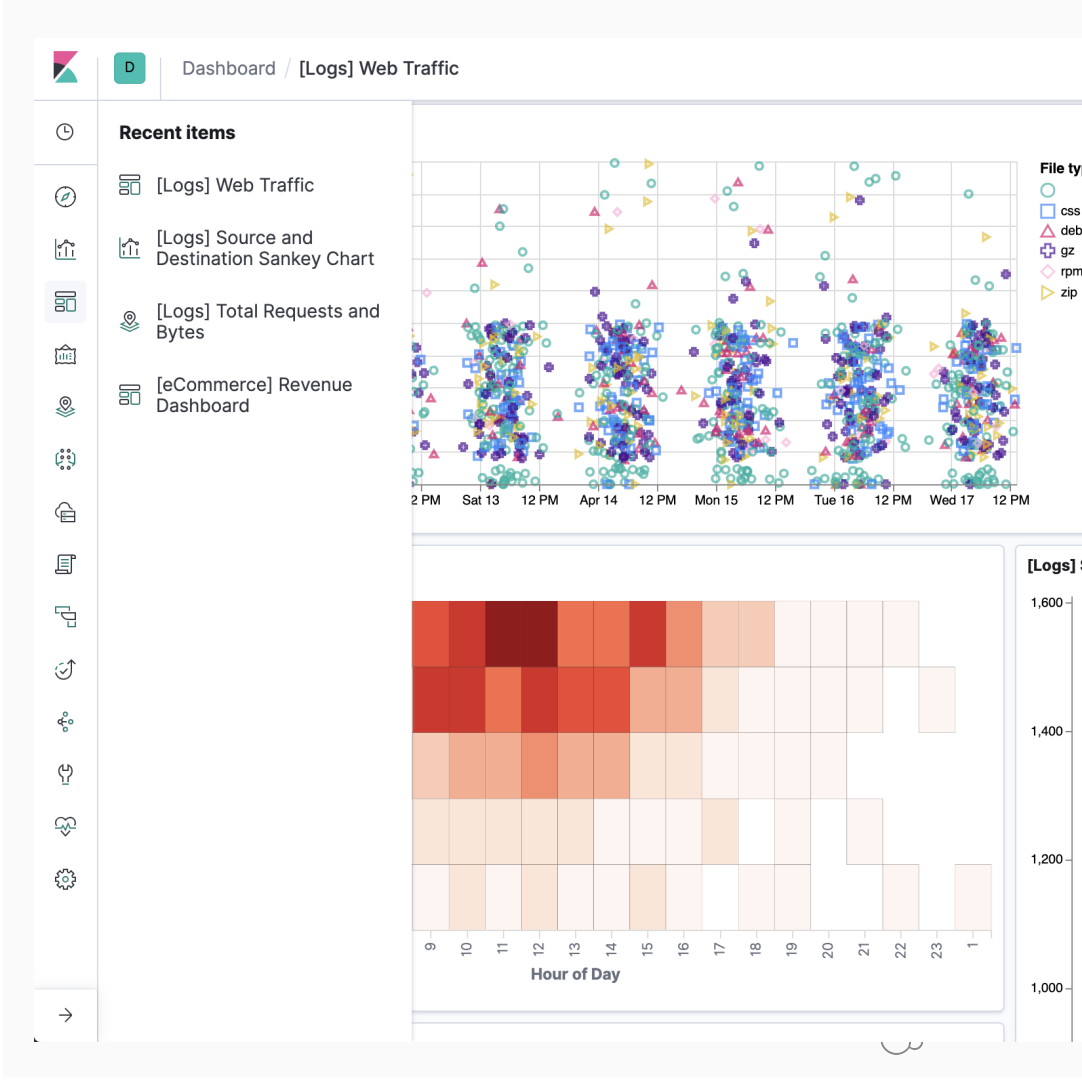 D
Dashboard / [Logs] Web Traffic
Recent items
[Logs] Web Traffic
[Logs] Source and
Destination Sankey Chart
[Logs] Total Requests and
Bytes
[eCommerce] Revenue
Dashboard
File ty
css
deb
gz
rpm
zip
2 PM Sat 13 12 PM Apr 14 12 PM Mon 15 12 PM Tue 16 12 PM Wed 17 12 PM
9 10 11 12 13 14 15 16 17 18 19 20 21 22 23 1
Hour of Day
[Logs]
1,600
1,400
1,200
1,000